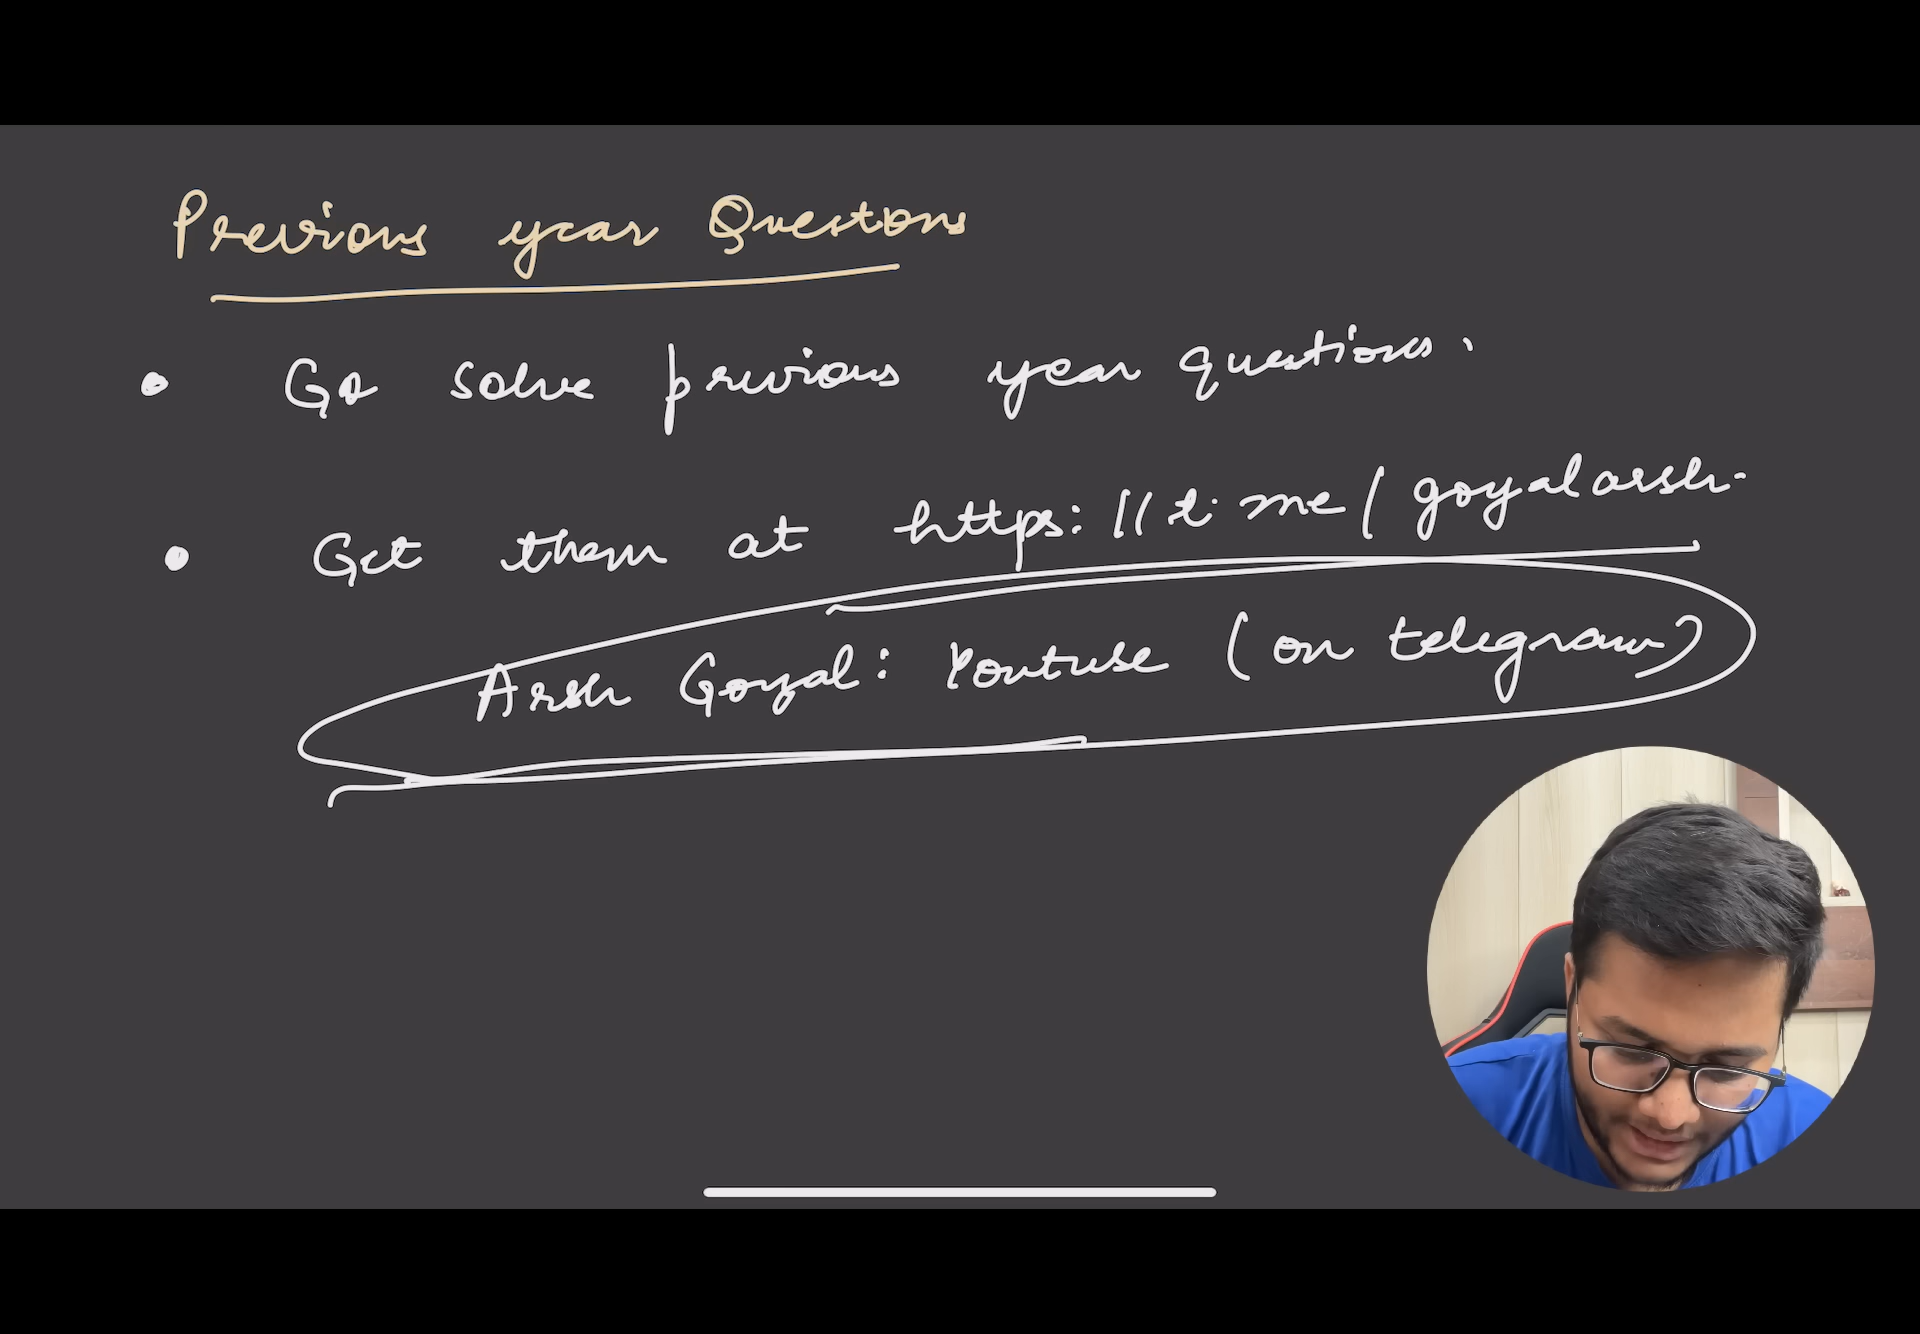 Previous year Questions
• Go solve previous year questions.
• Get them at https://t.me/goyalarsh.
Arsh Goyal: Youtube (on telegram)